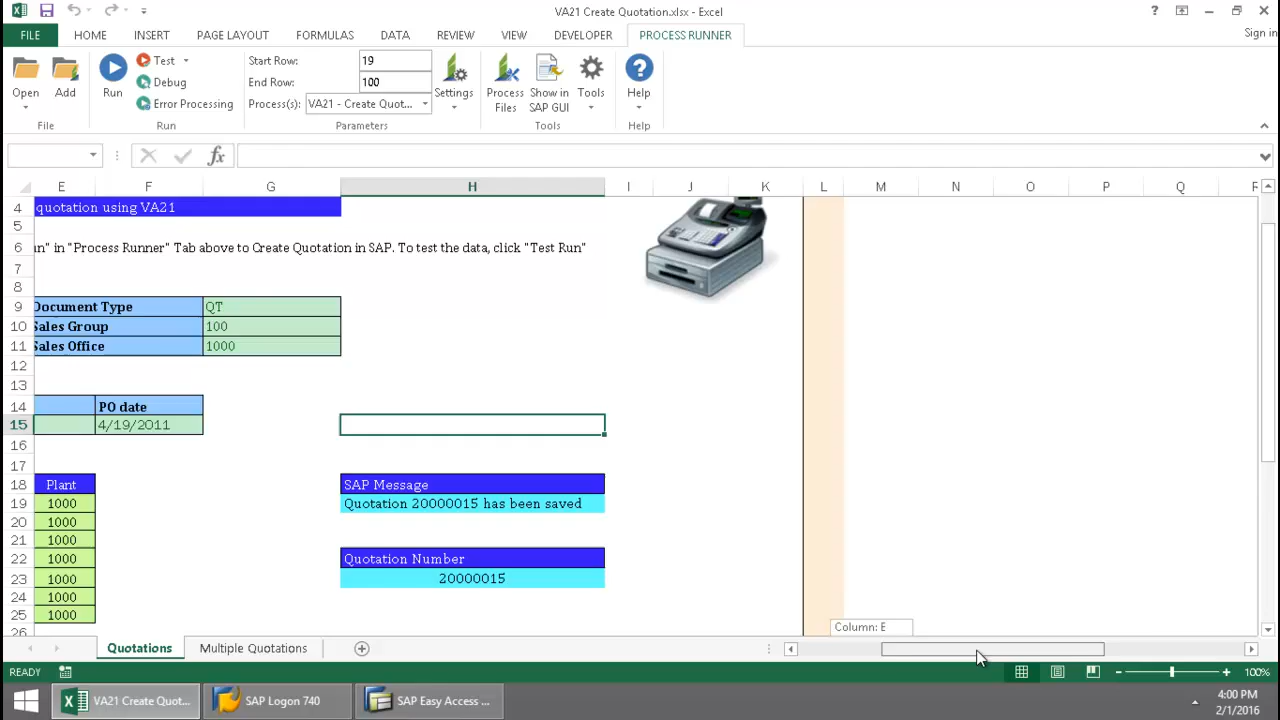 VA21 Create Quotation.xlsx - Excel
?
FILE HOME INSERT PAGE LAYOUT FORMULAS DATA REVIEW VIEW DEVELOPER PROCESS RUNNER Sign in
Open Add Run Test Debug Error Processing
Start Row: 19
End Row: 100
Process(s): VA21 - Create Quot...
Settings Process Files Show in SAP GUI Tools Help
File Run Parameters Tools Help
fx
E F G H I J K L M N O P Q
4 quotation using VA21
5
6 un" in "Process Runner" Tab above to Create Quotation in SAP. To test the data, click "Test Run"
7
8
9 Document Type QT
10 Sales Group 100
11 Sales Office 1000
12
13
14 PO date
15 4/19/2011
16
17
18 Plant SAP Message
19 1000 Quotation 20000015 has been saved
20 1000
21 1000
22 1000 Quotation Number
23 1000 20000015
24 1000
25 1000
26
Column: E
Quotations Multiple Quotations
READY 100%
VA21 Create Quot... SAP Logon 740 SAP Easy Access ...
4:00 PM
2/1/2016